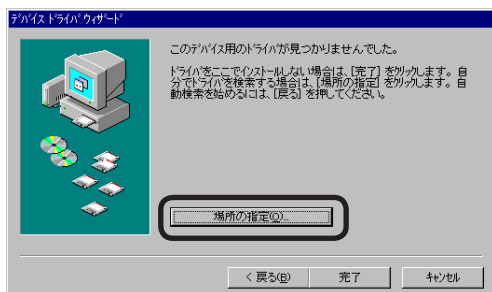 ﾃﾞﾊﾞｲｽ ﾄﾞﾗｲﾊﾞ ｳｨｻﾞｰﾄﾞ
このﾃﾞﾊﾞｲｽ用のﾄﾞﾗｲﾊﾞが見つかりませんでした。
ﾄﾞﾗｲﾊﾞをここでｲﾝｽﾄｰﾙしない場合は、[完了] をｸﾘｯｸします。自
分でﾄﾞﾗｲﾊﾞを検索する場合は、[場所の指定] をｸﾘｯｸします。自
動検索を始めるには、[戻る] を押してください。
場所の指定(O)...
< 戻る(B)
完了
ｷｬﾝｾﾙ